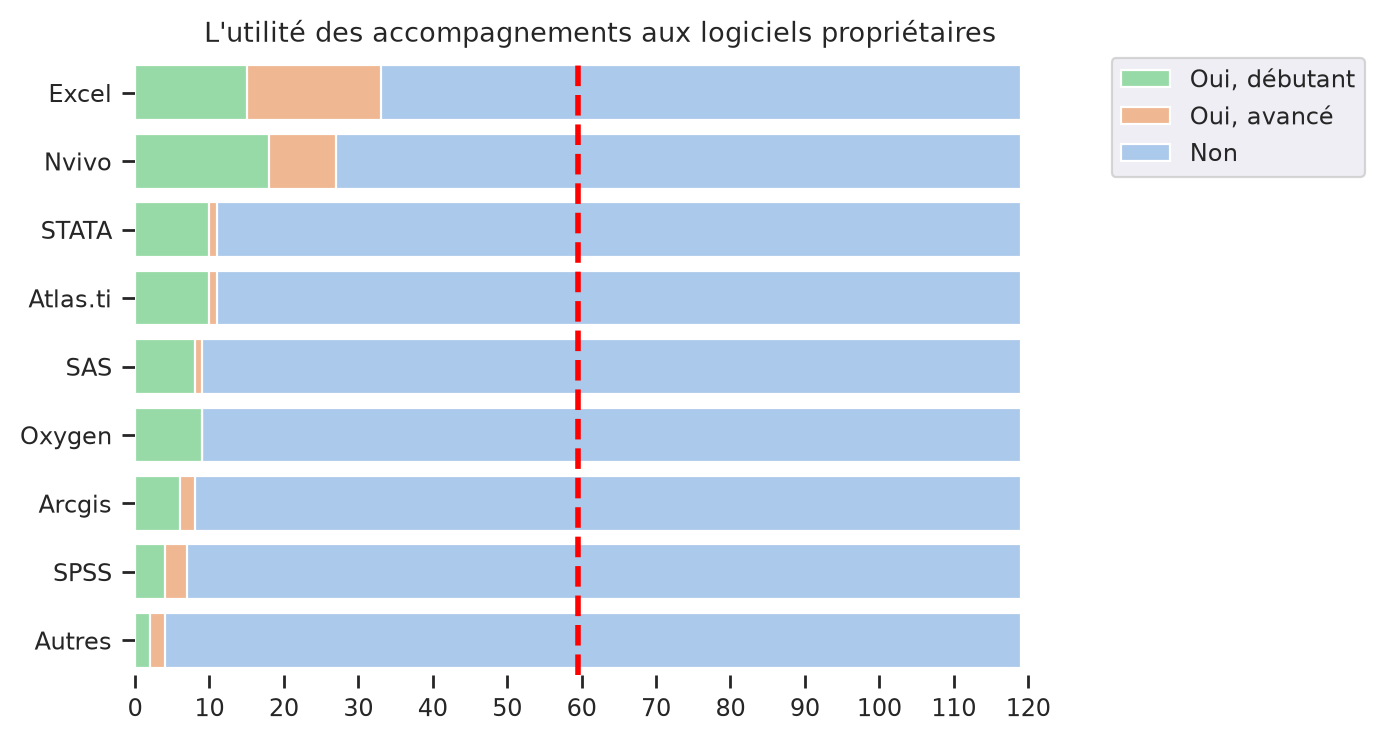 L'utilité des accompagnements aux logiciels propriétaires
Oui, débutant
Oui, avancé
Non
Excel
Nvivo
STATA
Atlas.ti
SAS
Oxygen
Arcgis
SPSS
Autres
0 10 20 30 40 50 60 70 80 90 100 110 120